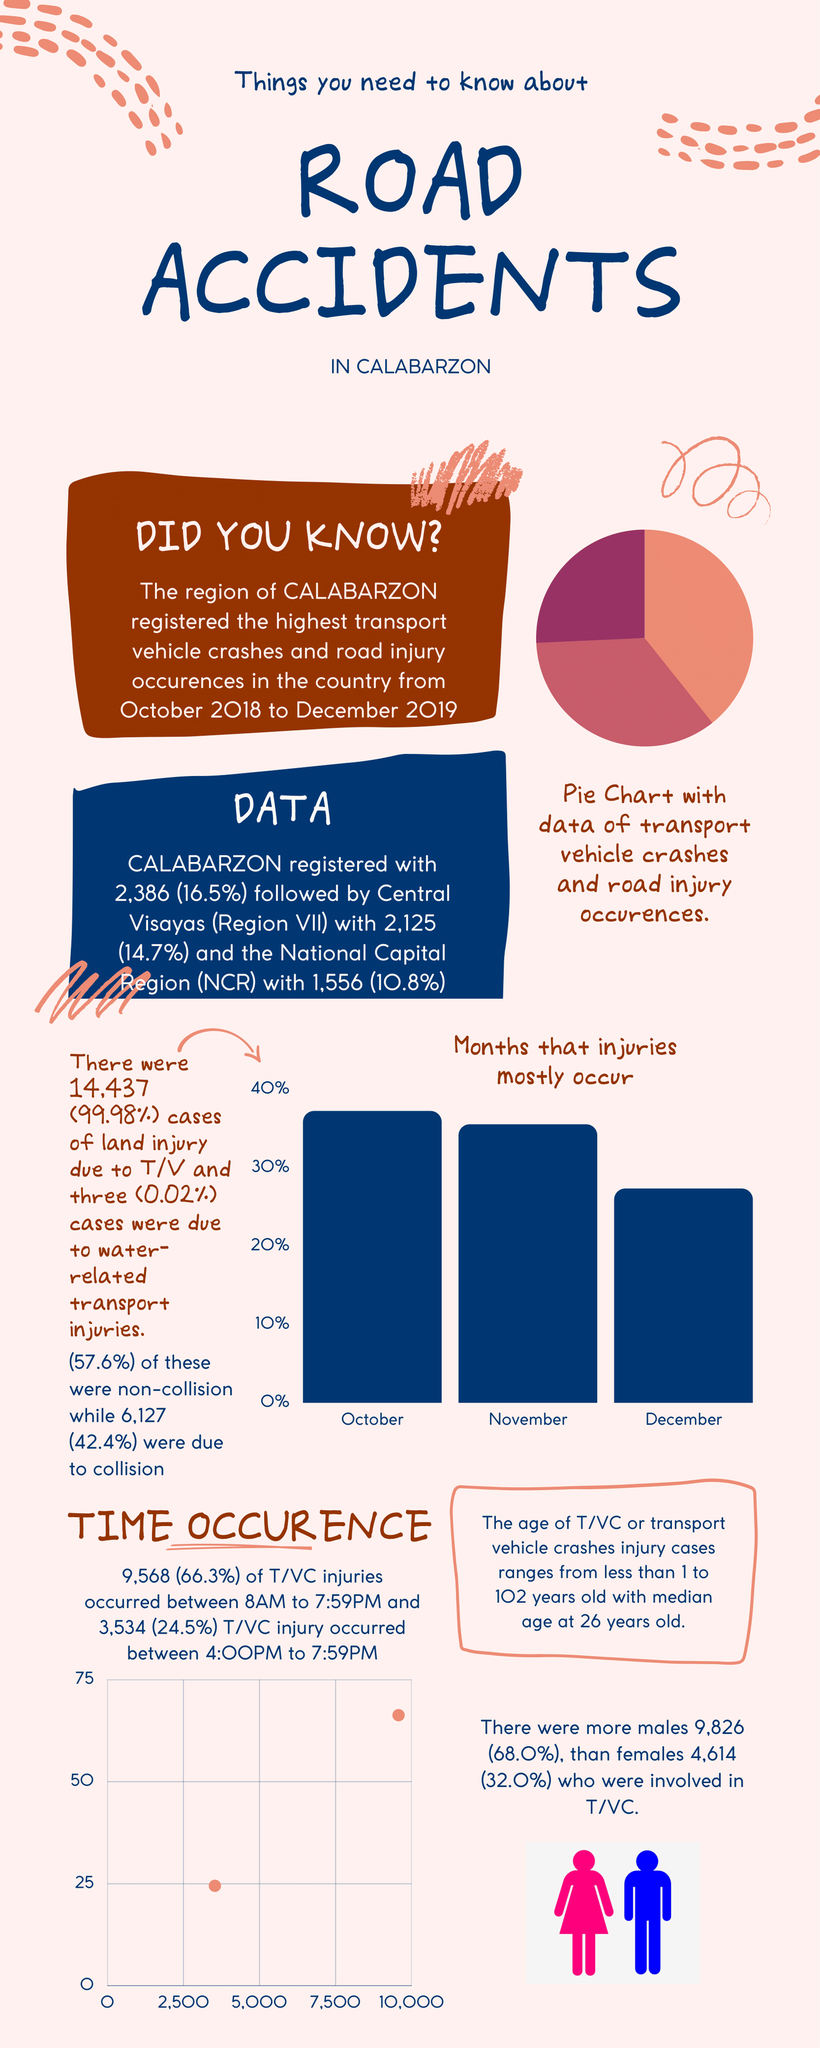 Things you need to know about
ROAD
ACCIDENTS
IN CALABARZON
DID YOU KNOW?
The region of CALABARZON
registered the highest transport
vehicle crashes and road injury
occurences in the country from
October 2018 to December 2019
DATA
CALABARZON registered with
2,386 (16.5%) followed by Central
Visayas (Region VII) with 2,125
(14.7%) and the National Capital
Region (NCR) with 1,556 (10.8%)
Pie Chart with
data of transport
vehicle crashes
and road injury
occurences.
There were
14,437
(99.98%) cases
of land injury
due to T/V and
three (0.02%)
cases were due
to water-
related
transport
injuries.
(57.6%) of these
were non-collision
while 6,127
(42.4%) were due
to collision
Months that injuries
mostly occur
40%
30%
20%
10%
0%
October November December
TIME OCCURENCE
9,568 (66.3%) of T/VC injuries
occurred between 8AM to 7:59PM and
3,534 (24.5%) T/VC injury occurred
between 4:00PM to 7:59PM
75
50
25
0
0 2,500 5,000 7,500 10,000
The age of T/VC or transport
vehicle crashes injury cases
ranges from less than 1 to
102 years old with median
age at 26 years old.
There were more males 9,826
(68.0%), than females 4,614
(32.0%) who were involved in
T/VC.